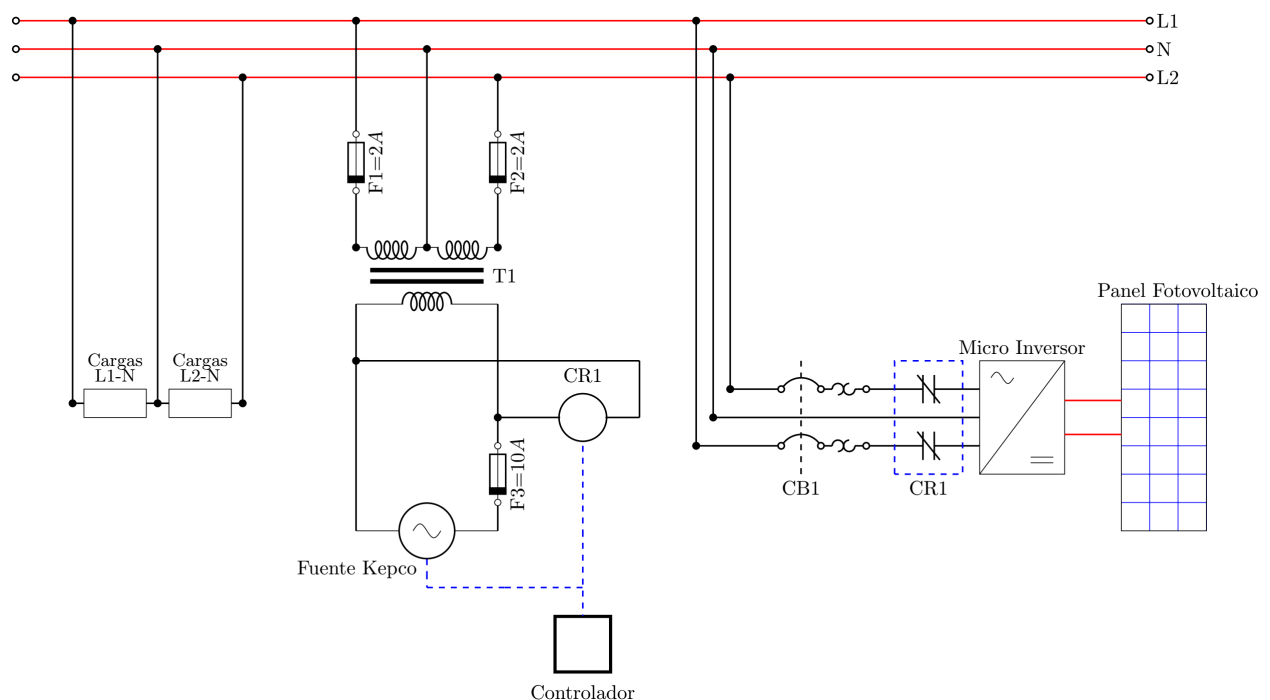 L1
N
L2
F1=2A
F2=2A
T1
Panel Fotovoltaico
Micro Inversor
Cargas
L1-N
Cargas
L2-N
CR1
F3=10A
CB1
CR1
Fuente Kepco
Controlador